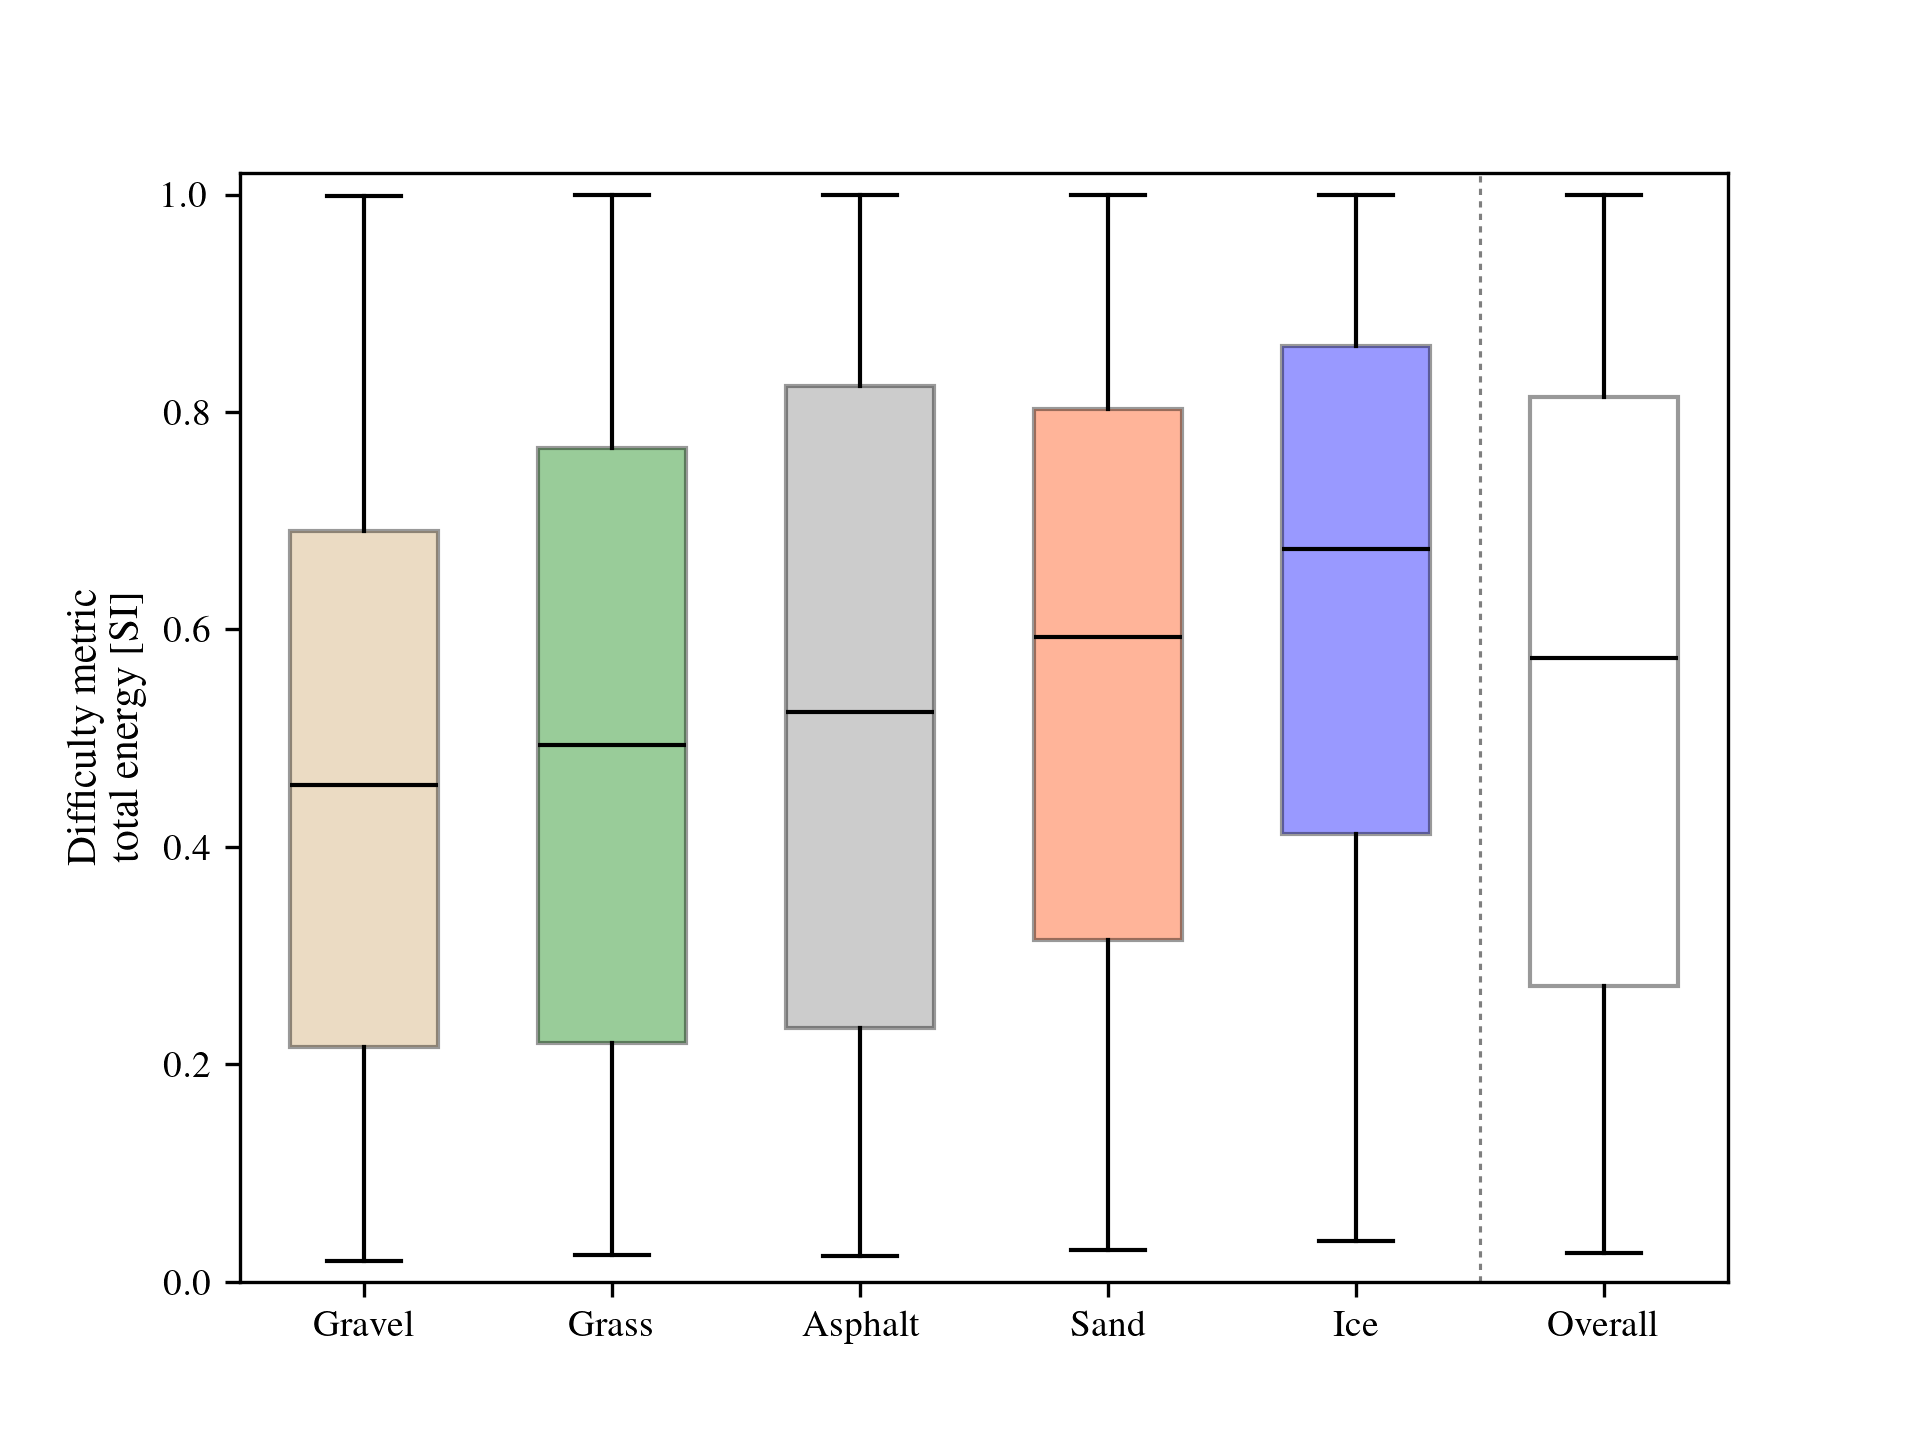 Difficulty metric
total energy [SI]
1.0
0.8
0.6
0.4
0.2
0.0
Gravel Grass Asphalt Sand Ice Overall